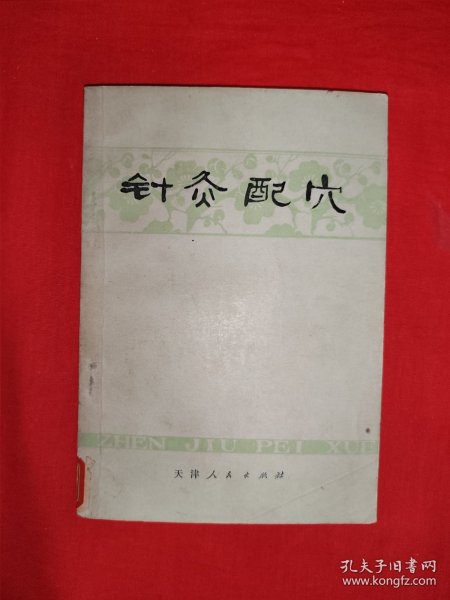 针灸配穴
ZHEN JIU PEI XUE
天津人民出版社
孔夫子旧书网
www.kongfz.com